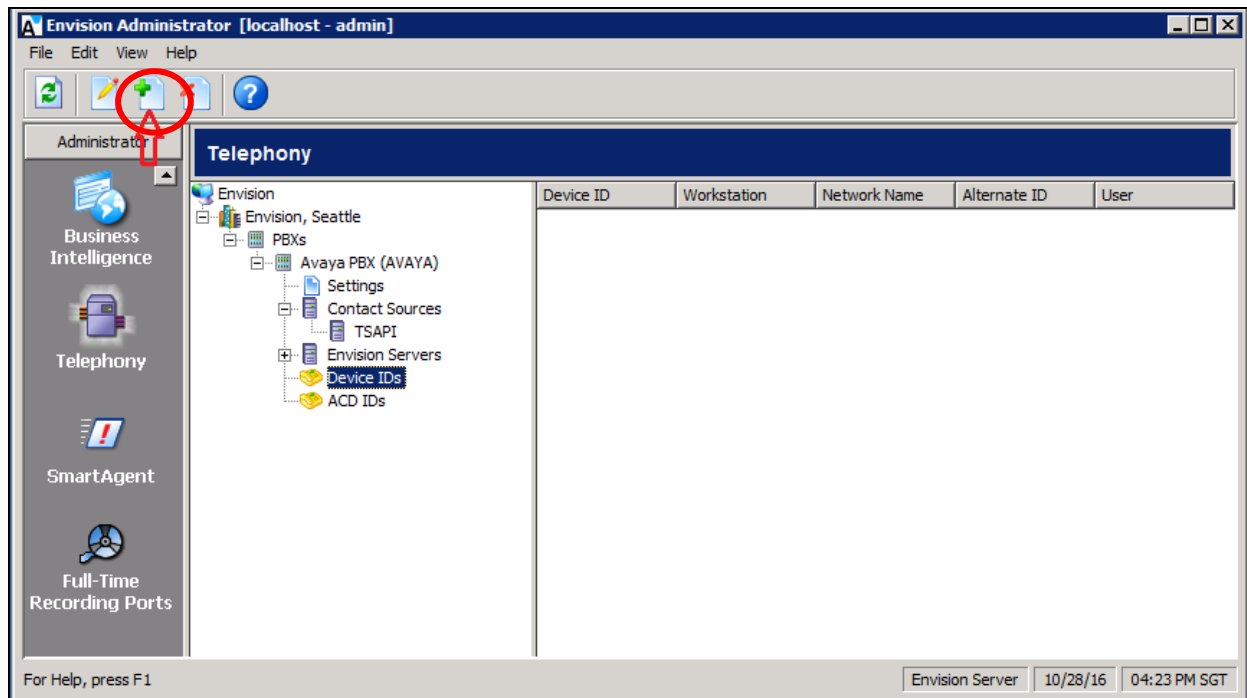 Envision Administrator [localhost - admin]
File Edit View Help
Administrator
Telephony
Business
Intelligence
Telephony
SmartAgent
Full-Time
Recording Ports
Envision
Envision, Seattle
PBXs
Avaya PBX (AVAYA)
Settings
Contact Sources
TSAPI
Envision Servers
Device IDs
ACD IDs
Device ID Workstation Network Name Alternate ID User
For Help, press F1
Envision Server 10/28/16 04:23 PM SGT